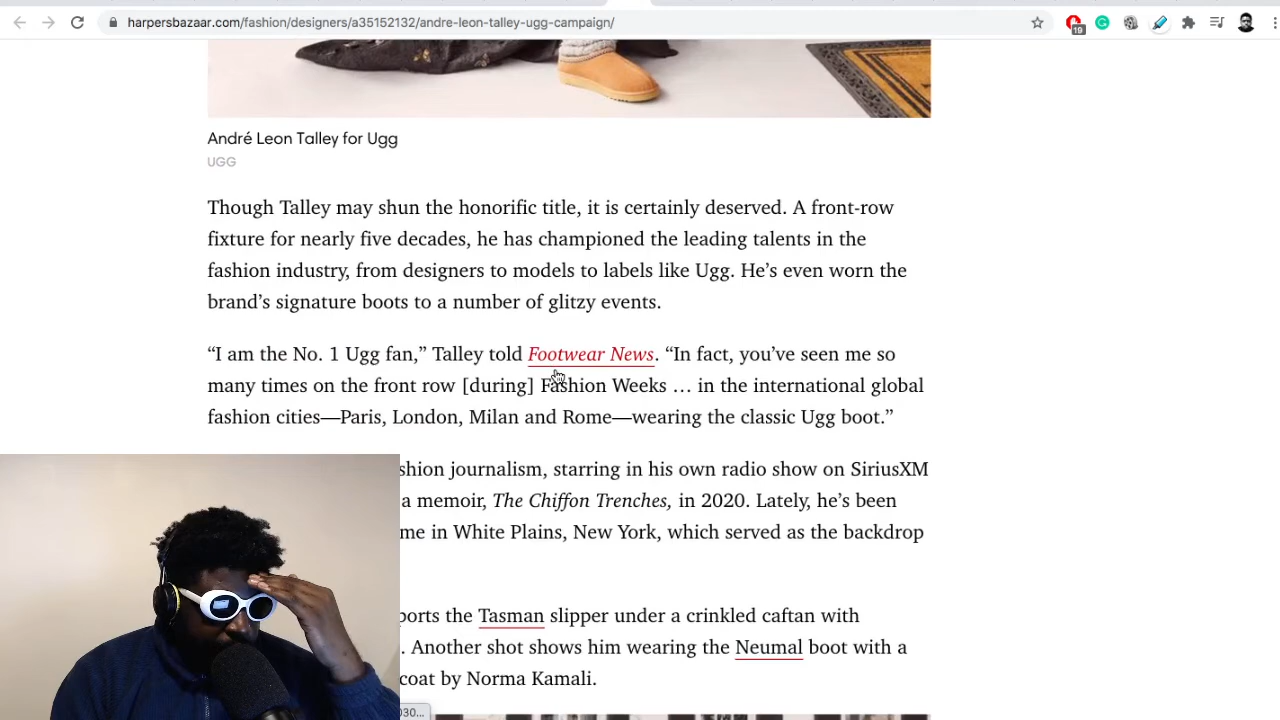 harpersbazaar.com/fashion/designers/a35152132/andre-leon-talley-ugg-campaign/
19
André Leon Talley for Ugg
UGG
Though Talley may shun the honorific title, it is certainly deserved. A front-row
fixture for nearly five decades, he has championed the leading talents in the
fashion industry, from designers to models to labels like Ugg. He’s even worn the
brand’s signature boots to a number of glitzy events.
“I am the No. 1 Ugg fan,” Talley told Footwear News. “In fact, you’ve seen me so
many times on the front row [during] Fashion Weeks … in the international global
fashion cities—Paris, London, Milan and Rome—wearing the classic Ugg boot.”
shion journalism, starring in his own radio show on SiriusXM
a memoir, The Chiffon Trenches, in 2020. Lately, he’s been
me in White Plains, New York, which served as the backdrop
ports the Tasman slipper under a crinkled caftan with
. Another shot shows him wearing the Neumal boot with a
coat by Norma Kamali.
030...